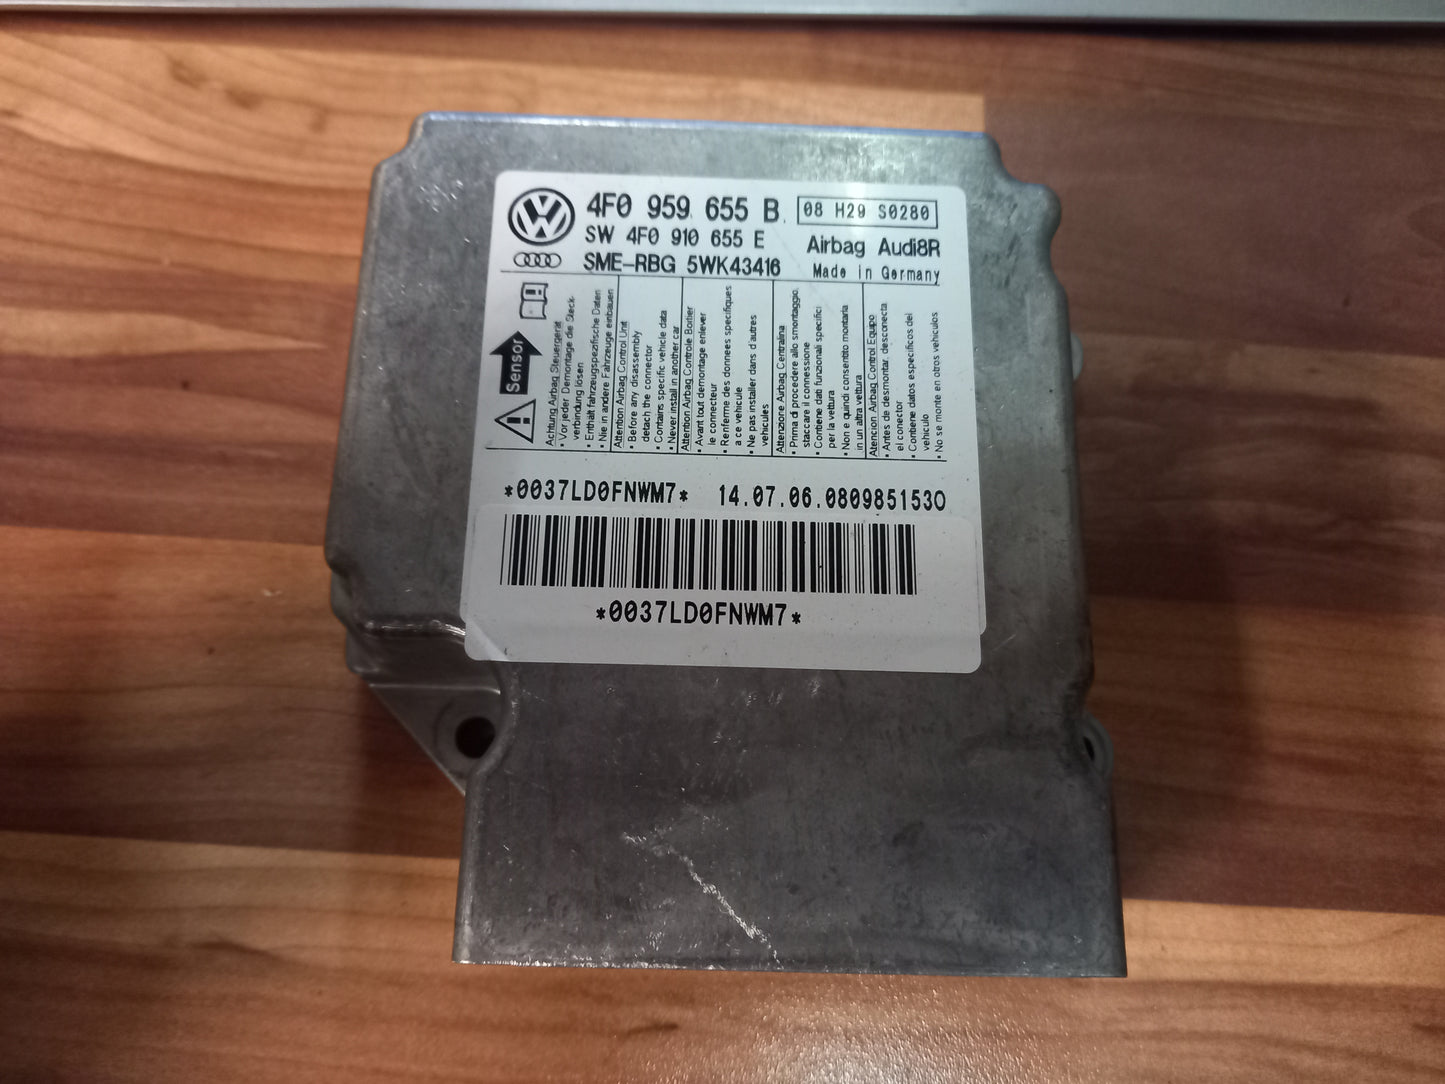 4F0 959 655 B
08 H29 S0280
SW 4F0 910 655 E
Airbag Audi8R
SME-RBG 5WK43416
Made in Germany
Sensor
Achtung Airbag Steuergerät
• Vor jeder Demontage die Steck-
verbindung lösen
• Enthält fahrzeugspezifische Daten
• Nie in andere Fahrzeuge einbauen
Attention Airbag Control Unit
• Before any disassembly
detach the connector
• Contains specific vehicle data
• Never install in another car
Attention Airbag Controle Boitier
• Avant tout demontage enlever
le connecteur
• Renferme des donnees specifiques
a ce vehicule
• Ne pas installer dans d'autres
vehicules
Attenzione Airbag Centralina
• Prima di procedere allo smontaggio,
staccare il connessione
• Contiene dati funzionali specifici
per la vettura
• Non e quindi consentito montarla
in un altra vettura
Atencion Airbag Control Equipo
• Antes de desmontar, desconecta
el conector
• Contiene datos especificos del
vehiculo
• No se monte en otros vehiculos
*0037LD0FNWM7* 14.07.06.0809851530
*0037LD0FNWM7*